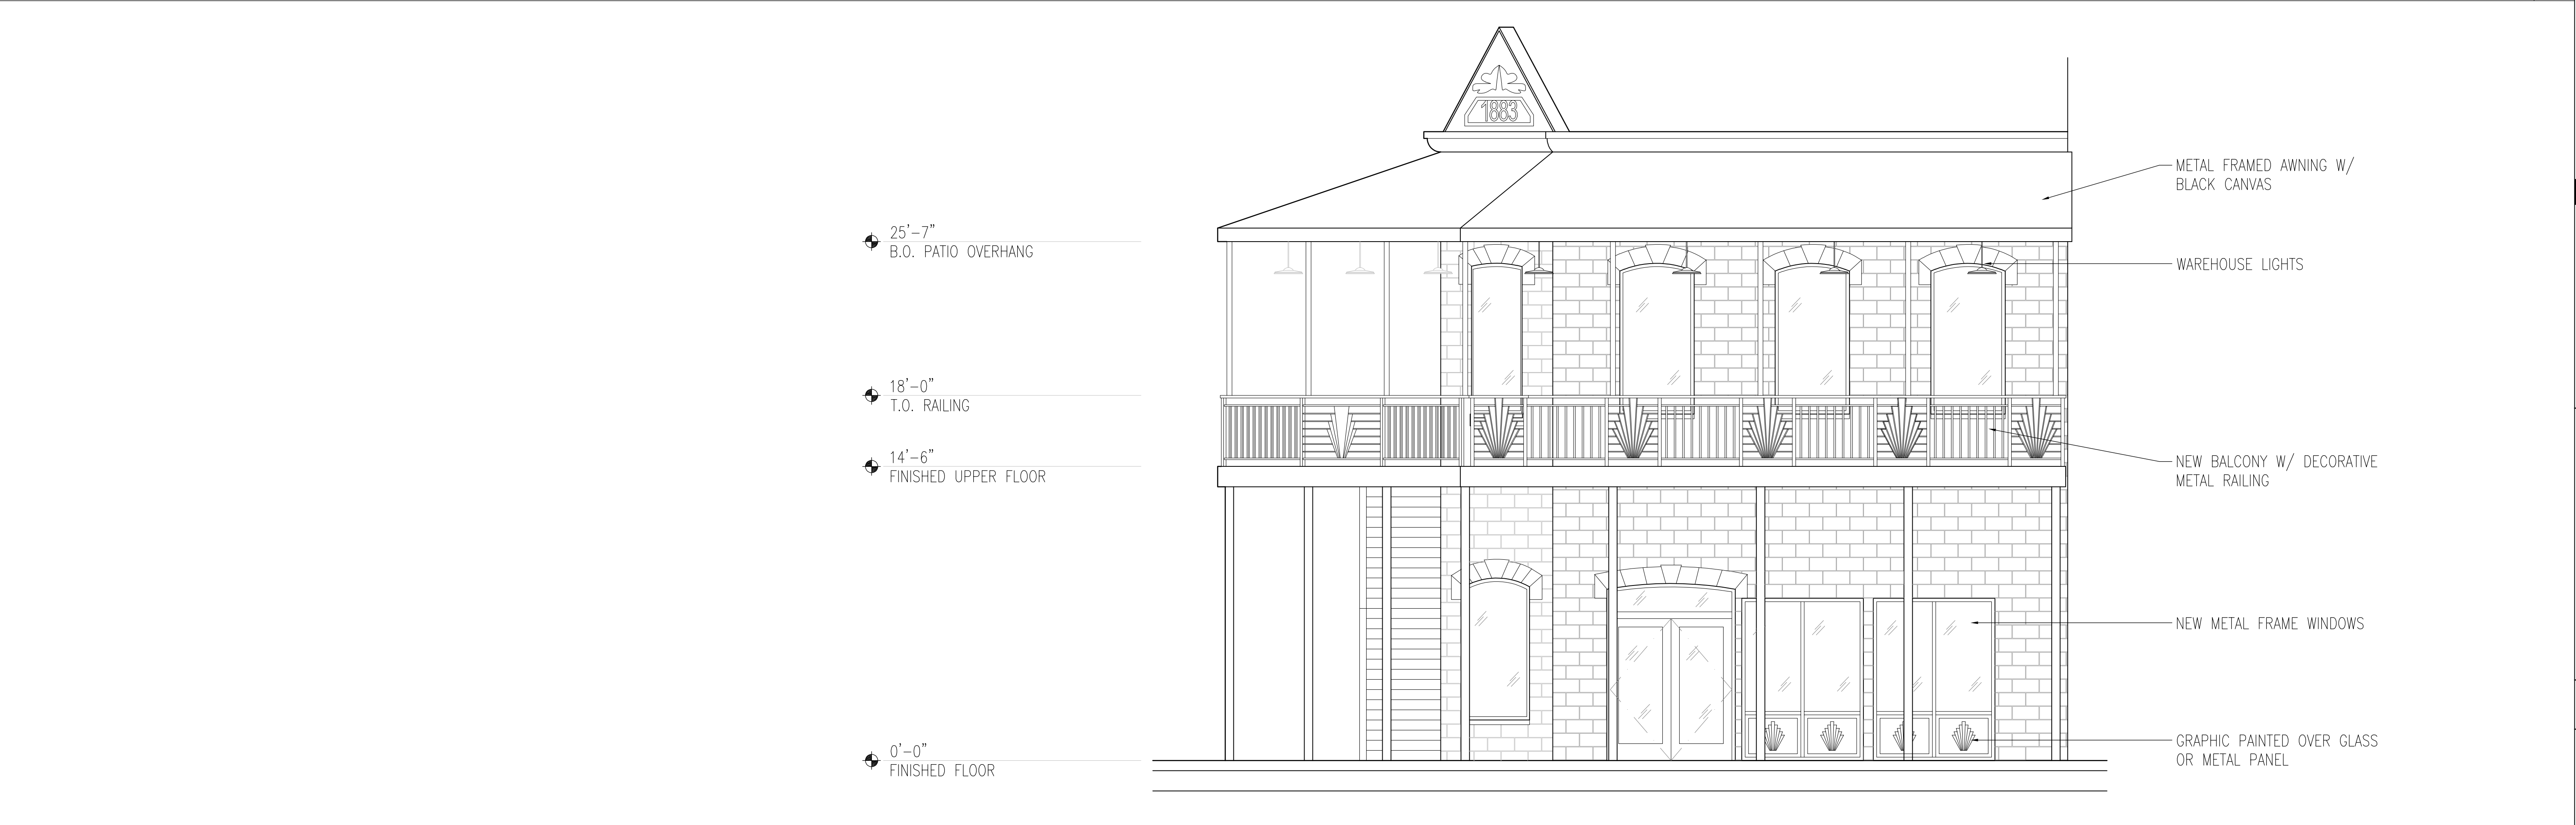 1883
METAL FRAMED AWNING W/
BLACK CANVAS
25'-7"
B.O. PATIO OVERHANG
WAREHOUSE LIGHTS
18'-0"
T.O. RAILING
14'-6"
FINISHED UPPER FLOOR
NEW BALCONY W/ DECORATIVE
METAL RAILING
NEW METAL FRAME WINDOWS
0'-0"
FINISHED FLOOR
GRAPHIC PAINTED OVER GLASS
OR METAL PANEL